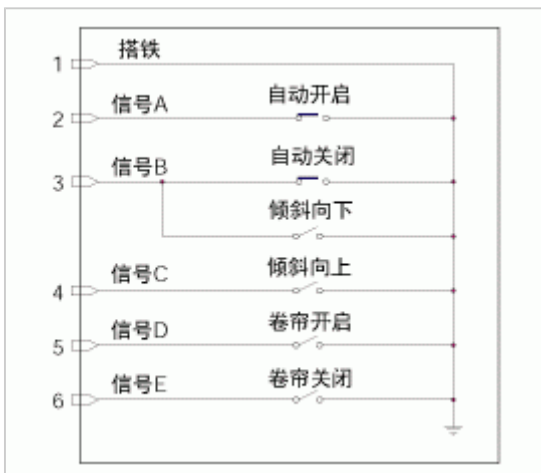 1 搭铁
2 信号A 自动开启
3 信号B 自动关闭
倾斜向下
4 信号C 倾斜向上
5 信号D 卷帘开启
6 信号E 卷帘关闭